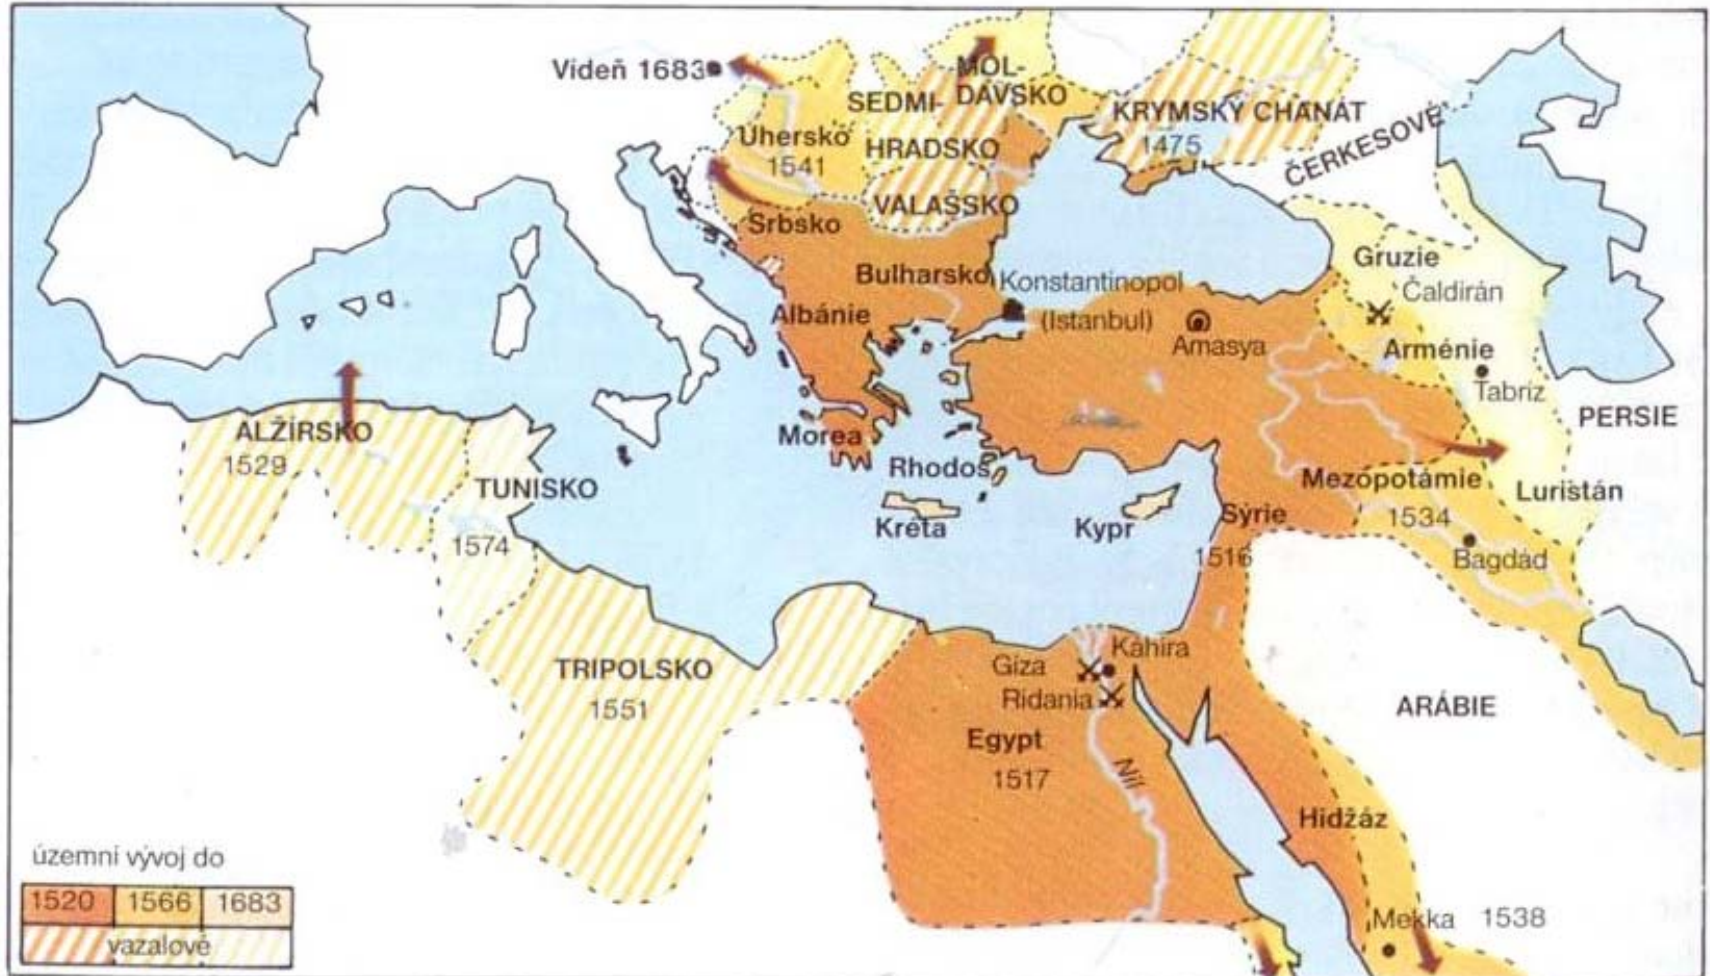 Vídeň 1683
MOL-
DAVSKO
SEDMI-
HRADSKO
KRYMSKÝ CHANÁT
1475
ČERKESOVÉ
Uhersko
1541
VALAŠSKO
Srbsko
Bulharsko
Konstantinopol
(Istanbul)
Amasya
Gruzie
Čaldirán
Arménie
Tabríz
PERSIE
Albánie
Morea
Rhodos
Kréta
Kypr
Sýrie
1516
Mezopotámie
1534
Luristán
Bagdád
ALŽÍRSKO
1529
TUNISKO
1574
TRIPOLSKO
1551
Gíza
Káhira
Ridania
Egypt
1517
Nil
ARÁBIE
Hidžáz
Mekka 1538
územní vývoj do
1520 1566 1683
vazalové